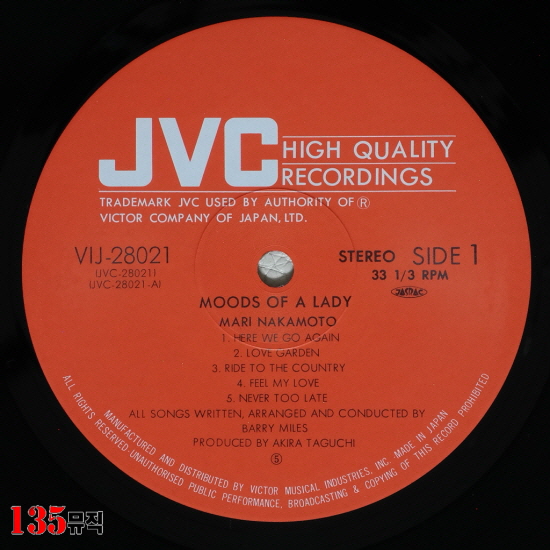 JVC
HIGH QUALITY
RECORDINGS
TRADEMARK JVC USED BY AUTHORITY OF Ⓡ
VICTOR COMPANY OF JAPAN, LTD.
VIJ-28021
(JVC-28021)
UVC-28021-A)
STEREO SIDE 1
33 1/3 RPM
JASRAC
MOODS OF A LADY
MARI NAKAMOTO
1. HERE WE GO AGAIN
2. LOVE GARDEN
3. RIDE TO THE COUNTRY
4. FEEL MY LOVE
5. NEVER TOO LATE
ALL SONGS WRITTEN, ARRANGED AND CONDUCTED BY
BARRY MILES
PRODUCED BY AKIRA TAGUCHI
Ⓢ
MANUFACTURED AND DISTRIBUTED BY VICTOR MUSICAL INDUSTRIES, INC. MADE IN JAPAN
ALL RIGHTS RESERVED-UNAUTHORISED PUBLIC PERFORMANCE, BROADCASTING & COPYING OF THIS RECORD PROHIBITED
135뮤직